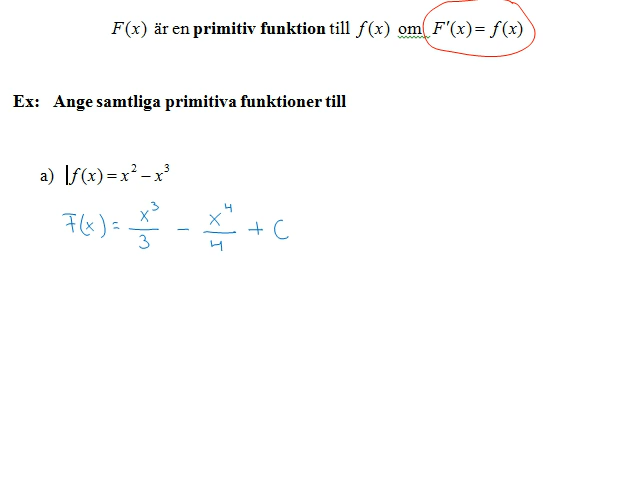 F(x) är en primitiv funktion till f(x) om F'(x) = f(x)
Ex: Ange samtliga primitiva funktioner till
a) f(x) = x² – x³
F(x) = x³/3 – x⁴/4 + C